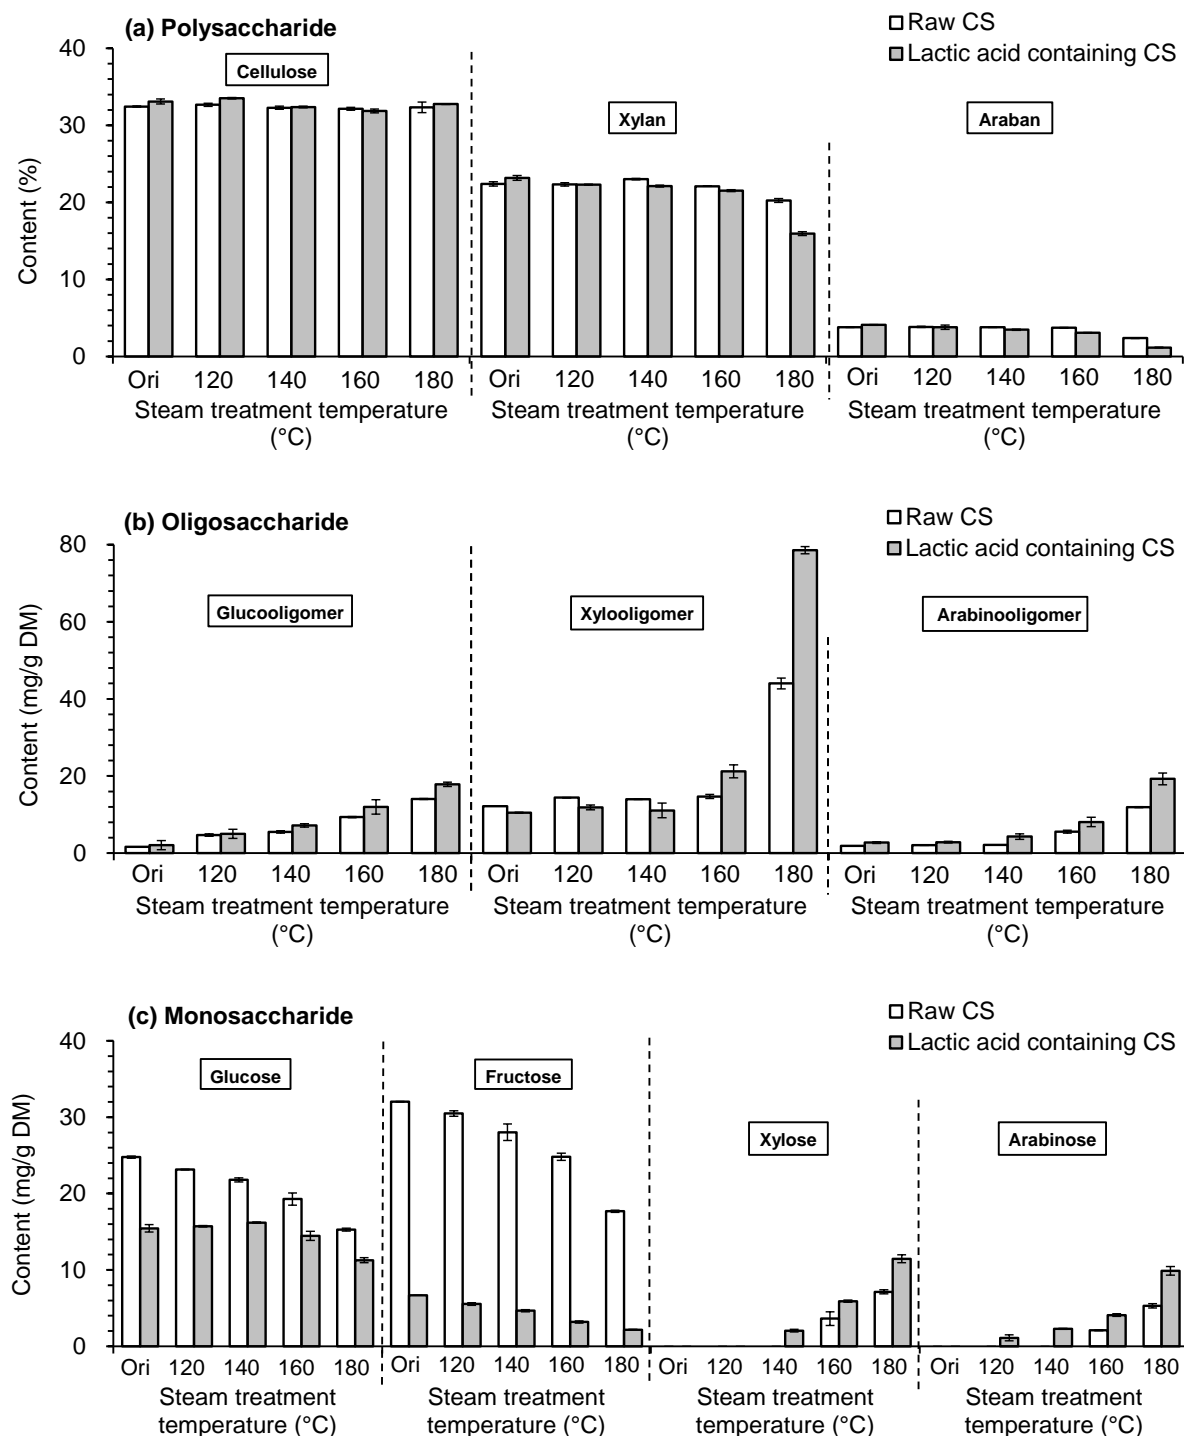 (a) Polysaccharide
Raw CS
Lactic acid containing CS
Cellulose
Xylan
Araban
Content (%)
40
30
20
10
0
Ori 120 140 160 180 Ori 120 140 160 180 Ori 120 140 160 180
Steam treatment temperature Steam treatment temperature Steam treatment temperature
(°C) (°C) (°C)
(b) Oligosaccharide
Raw CS
Lactic acid containing CS
Glucooligomer
Xylooligomer
Arabinooligomer
Content (mg/g DM)
80
60
40
20
0
Ori 120 140 160 180 Ori 120 140 160 180 Ori 120 140 160 180
Steam treatment temperature Steam treatment temperature Steam treatment temperature
(°C) (°C) (°C)
(c) Monosaccharide
Raw CS
Lactic acid containing CS
Glucose
Fructose
Xylose
Arabinose
Content (mg/g DM)
40
30
20
10
0
Ori 120 140 160 180 Ori 120 140 160 180 Ori 120 140 160 180 Ori 120 140 160 180
Steam treatment Steam treatment Steam treatment Steam treatment
temperature (°C) temperature (°C) temperature (°C) temperature (°C)